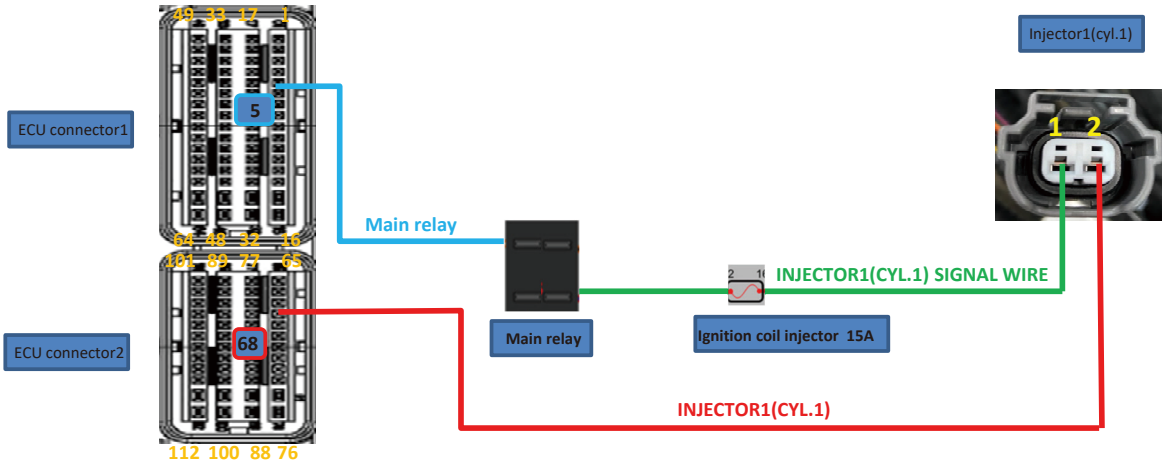 49 33 17 1
Injector1(cyl.1)
ECU connector1
5
1 2
Main relay
64 48 32 16
101 89 77 65
2 16
INJECTOR1(CYL.1) SIGNAL WIRE
Main relay
Ignition coil injector 15A
ECU connector2
68
INJECTOR1(CYL.1)
112 100 88 76